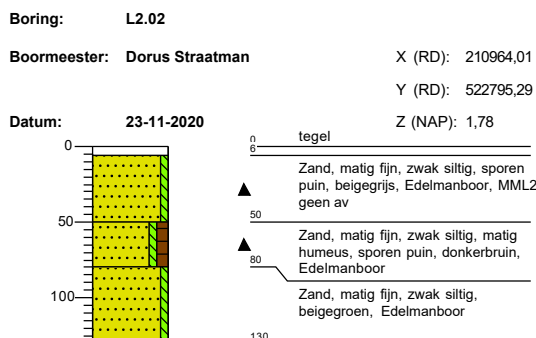 Boring: L2.02
Boormeester: Dorus Straatman X (RD): 210964,01
Y (RD): 522795,29
Datum: 23-11-2020 Z (NAP): 1,78
0 0 tegel
6
Zand, matig fijn, zwak siltig, sporen
puin, beigegrijs, Edelmanboor, MML2
geen av
50 50
Zand, matig fijn, zwak siltig, matig
humeus, sporen puin, donkerbruin,
80 Edelmanboor
Zand, matig fijn, zwak siltig,
100 beigegroen, Edelmanboor
130